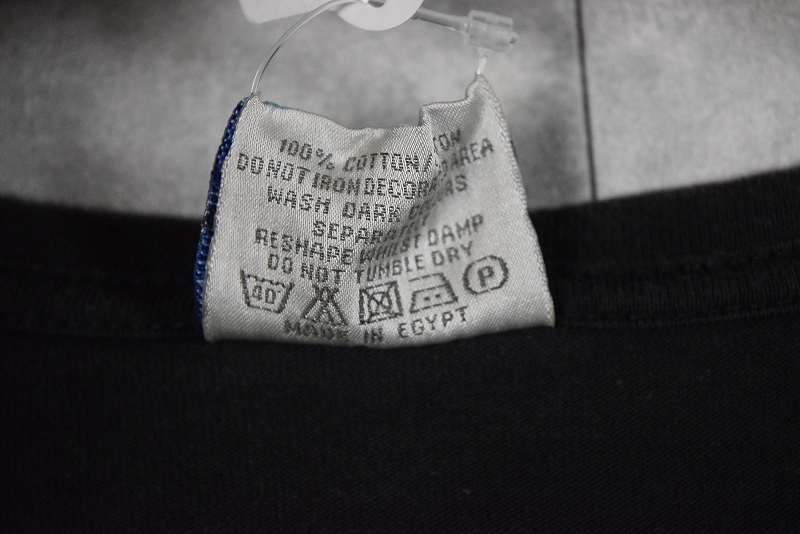 100% COTTON/
DO NOT IRON DECOR AREA
WASH DARK
RESHAPE WHILST DAMP
DO NOT TUMBLE DRY
40° P
MADE IN EGYPT